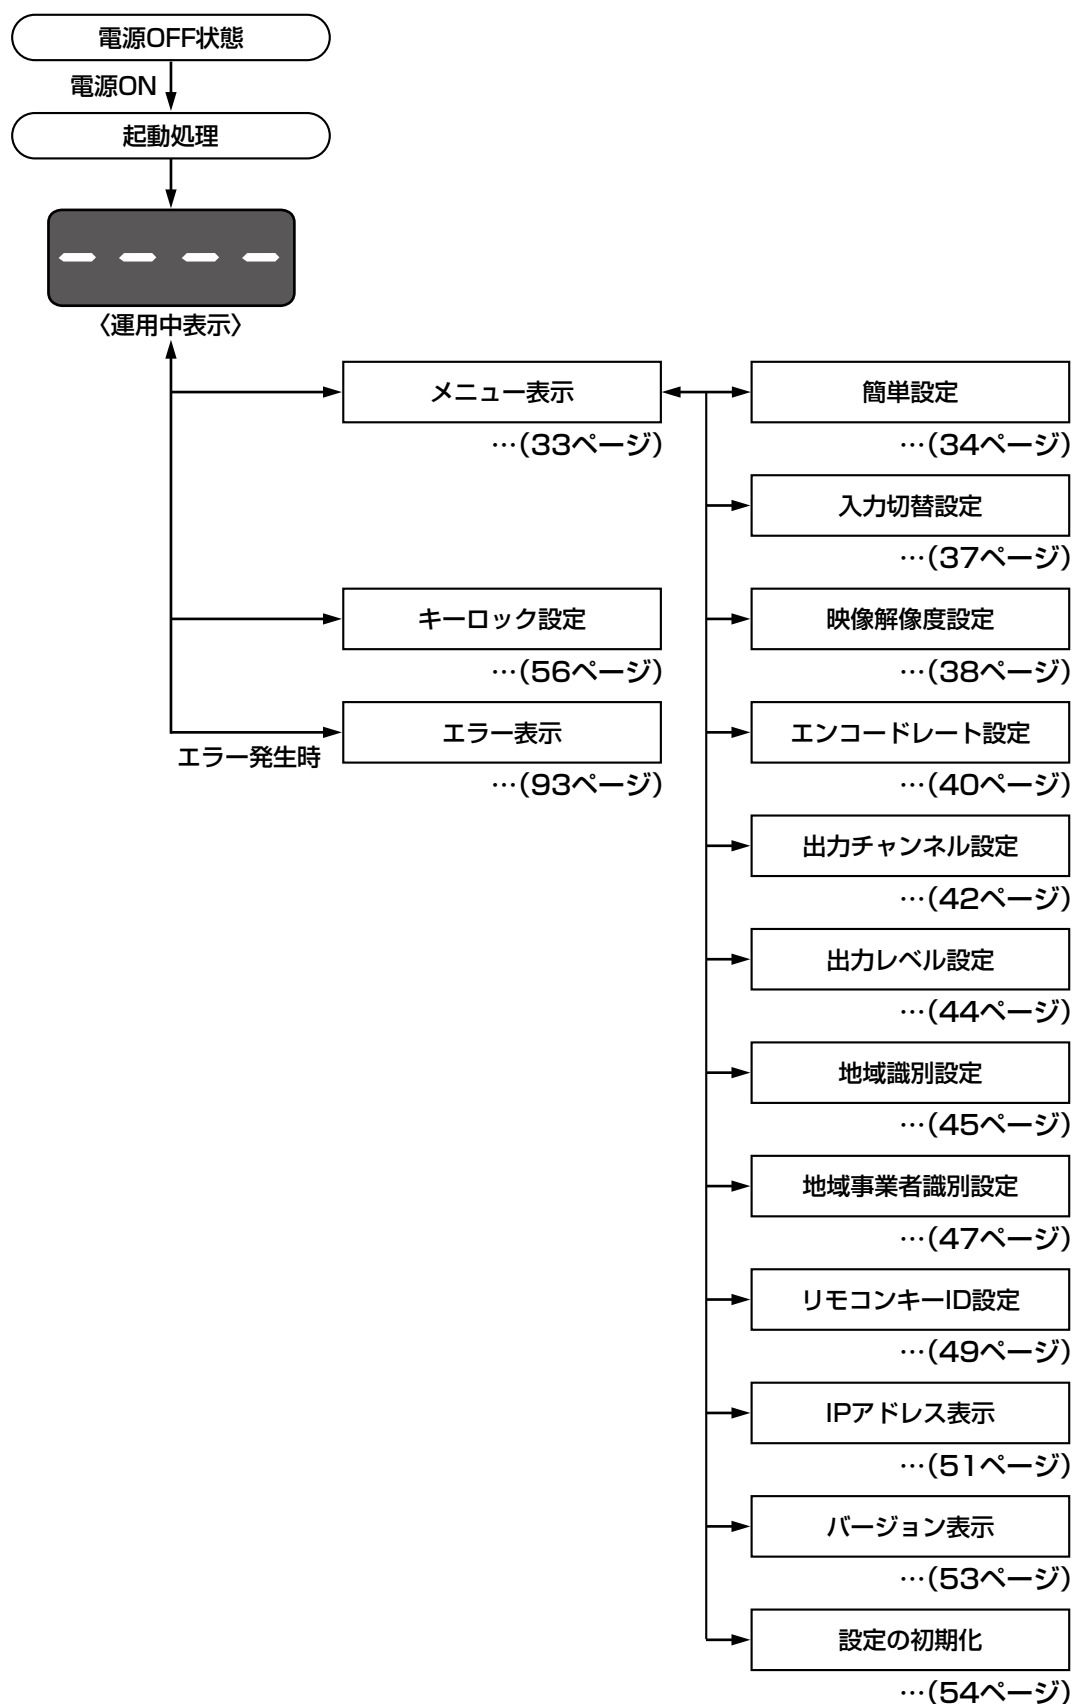 電源OFF状態
電源ON
起動処理
〈運用中表示〉
メニュー表示
…(33ページ)
キーロック設定
…(56ページ)
エラー発生時
エラー表示
…(93ページ)
簡単設定
…(34ページ)
入力切替設定
…(37ページ)
映像解像度設定
…(38ページ)
エンコードレート設定
…(40ページ)
出力チャンネル設定
…(42ページ)
出力レベル設定
…(44ページ)
地域識別設定
…(45ページ)
地域事業者識別設定
…(47ページ)
リモコンキーID設定
…(49ページ)
IPアドレス表示
…(51ページ)
バージョン表示
…(53ページ)
設定の初期化
…(54ページ)